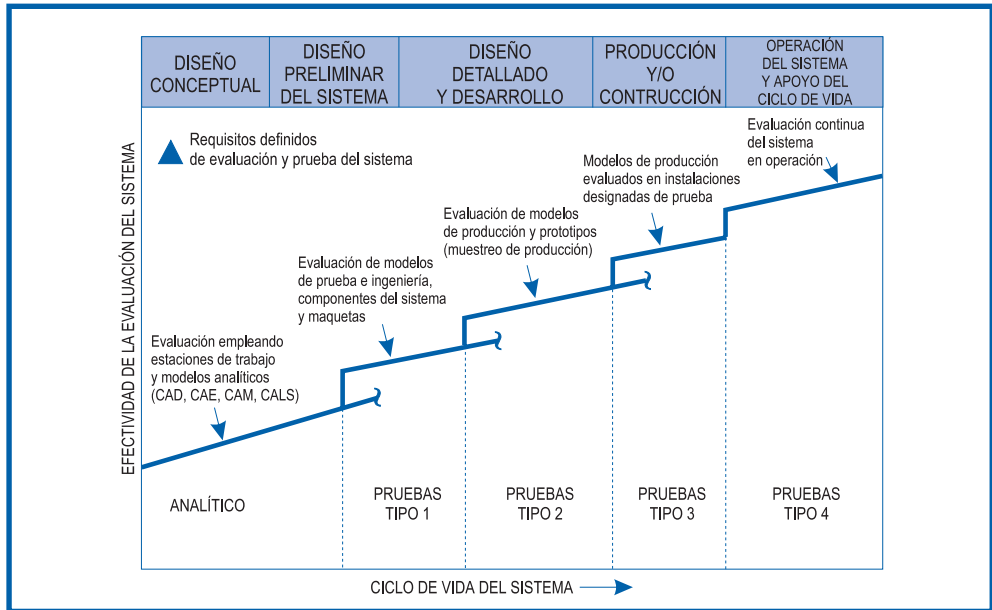 DISEÑO
CONCEPTUAL
DISEÑO
PRELIMINAR
DEL SISTEMA
DISEÑO
DETALLADO
Y DESARROLLO
PRODUCCIÓN
Y/O
CONTRUCCIÓN
OPERACIÓN
DEL SISTEMA
Y APOYO DEL
CICLO DE VIDA
Requisitos definidos
de evaluación y prueba del sistema
Evaluación continua
del sistema
en operación
Modelos de producción
evaluados en instalaciones
designadas de prueba
Evaluación de modelos
de producción y prototipos
(muestreo de producción)
Evaluación de modelos
de prueba e ingeniería,
componentes del sistema
y maquetas
Evaluación empleando
estaciones de trabajo
y modelos analíticos
(CAD, CAE, CAM, CALS)
EFECTIVIDAD DE LA EVALUACIÓN DEL SISTEMA
ANALÍTICO
PRUEBAS
TIPO 1
PRUEBAS
TIPO 2
PRUEBAS
TIPO 3
PRUEBAS
TIPO 4
CICLO DE VIDA DEL SISTEMA